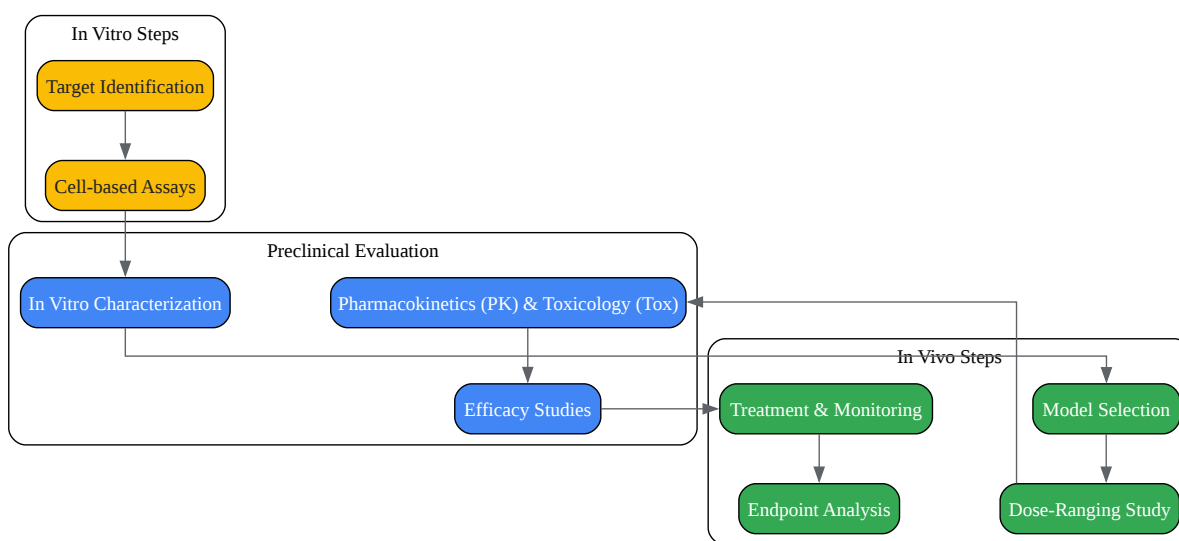 In Vitro Steps
Target Identification
Cell-based Assays
Preclinical Evaluation
In Vitro Characterization
Pharmacokinetics (PK) & Toxicology (Tox)
Efficacy Studies
In Vivo Steps
Treatment & Monitoring
Model Selection
Endpoint Analysis
Dose-Ranging Study